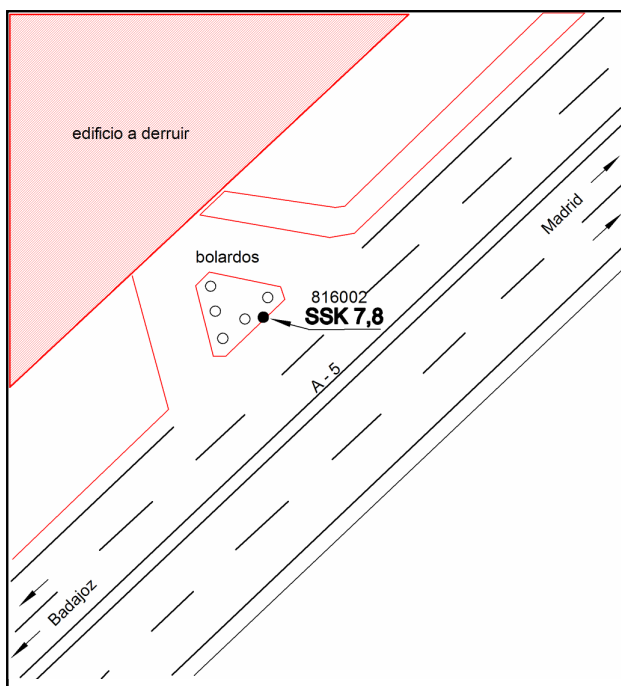 edificio a derruir
Madrid
bolardos
816002
SSK 7,8
A - 5
Badajoz